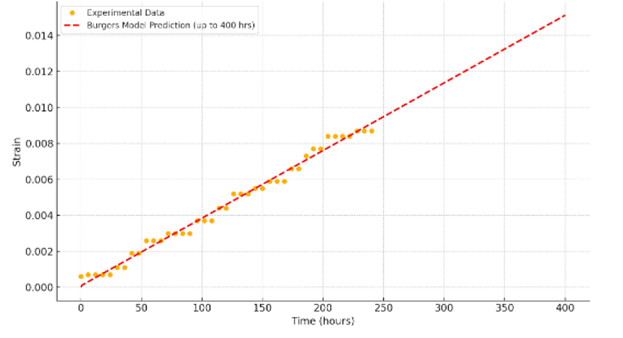 Experimental Data
Burgers Model Prediction (up to 400 hrs)
0.014
0.012
0.010
0.008
0.006
0.004
0.002
0.000
Strain
0 50 100 150 200 250 300 350 400
Time (hours)